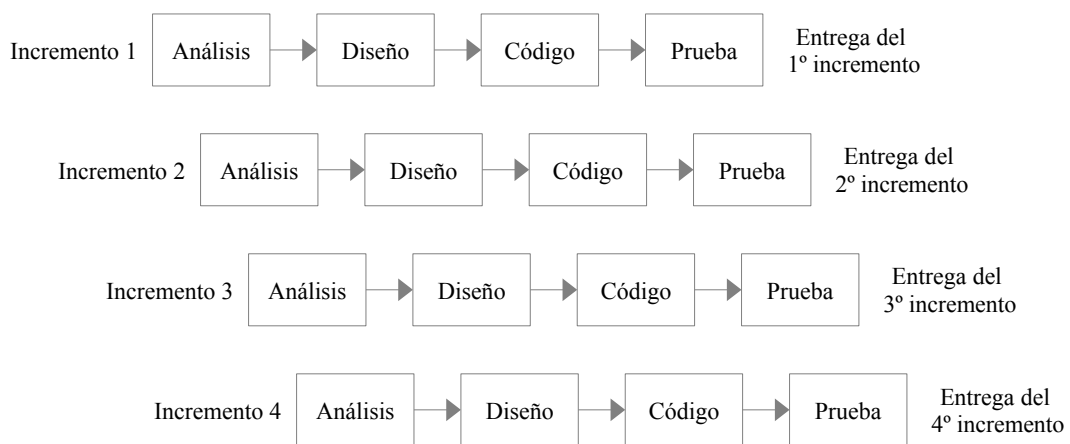 Incremento 1 Análisis Diseño Código Prueba Entrega del
1º incremento
Incremento 2 Análisis Diseño Código Prueba Entrega del
2º incremento
Incremento 3 Análisis Diseño Código Prueba Entrega del
3º incremento
Incremento 4 Análisis Diseño Código Prueba Entrega del
4º incremento